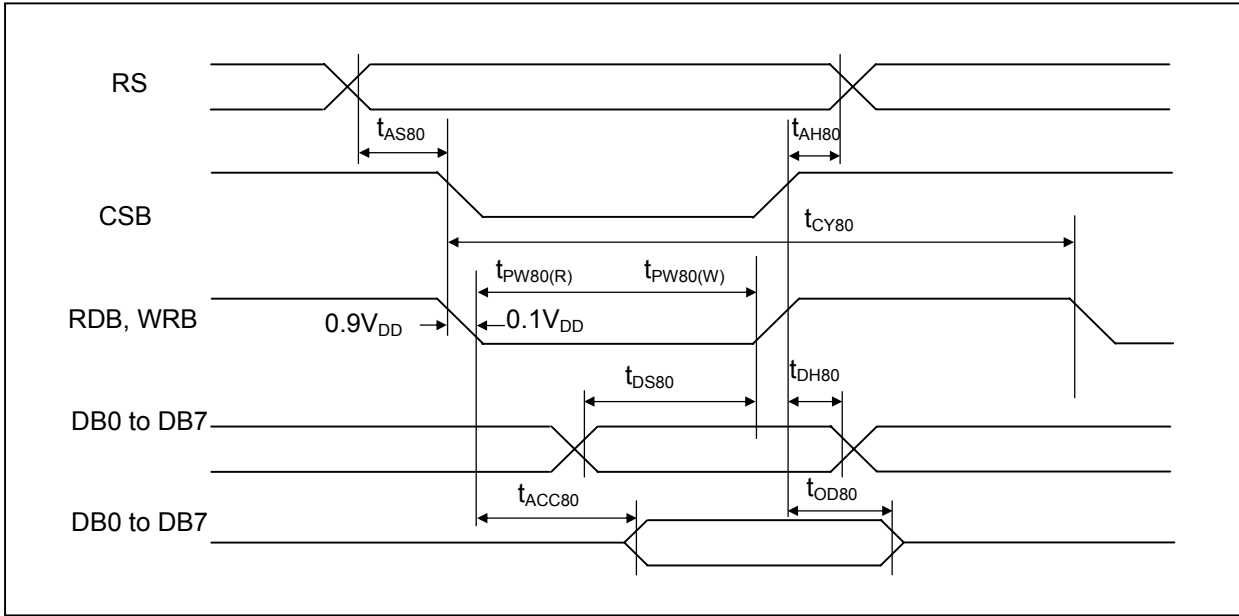 RS
tAS80
tAH80
CSB
tCY80
tPW80(R) tPW80(W)
RDB, WRB
0.9VDD 0.1VDD
tDS80
tDH80
DB0 to DB7
tACC80
tOD80
DB0 to DB7